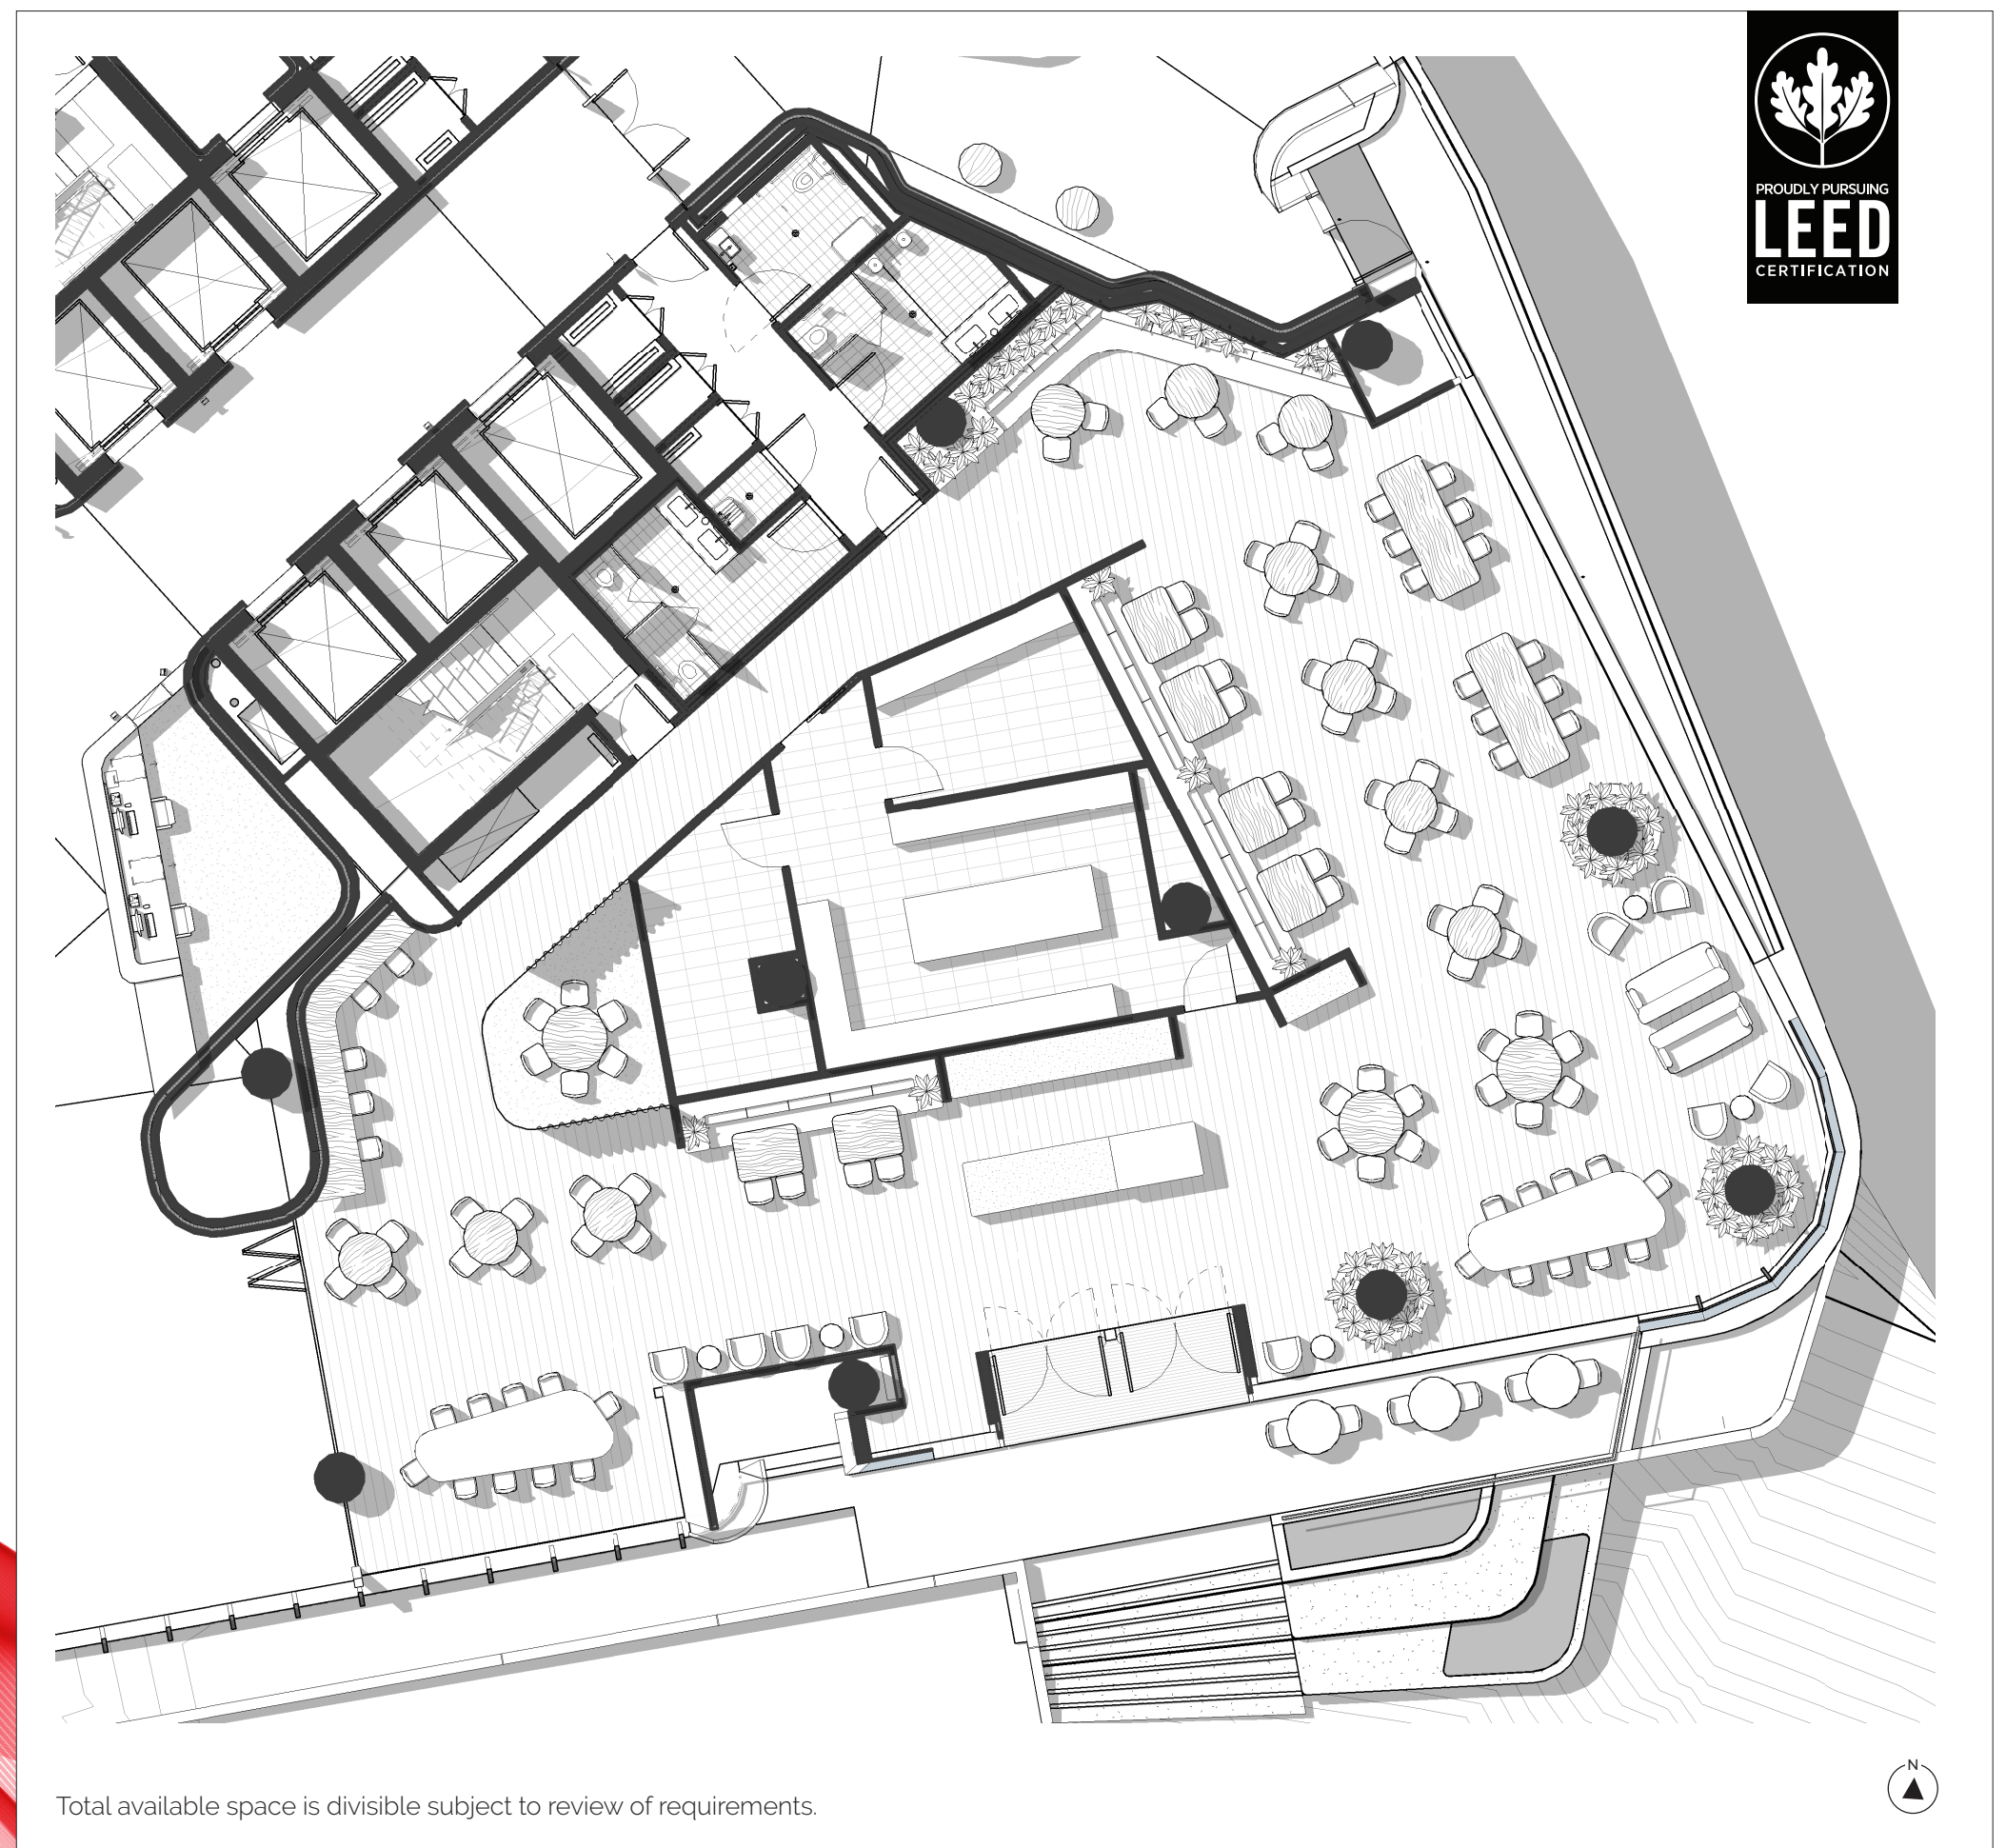 PROUDLY PURSUING
LEED
CERTIFICATION
N
Total available space is divisible subject to review of requirements.